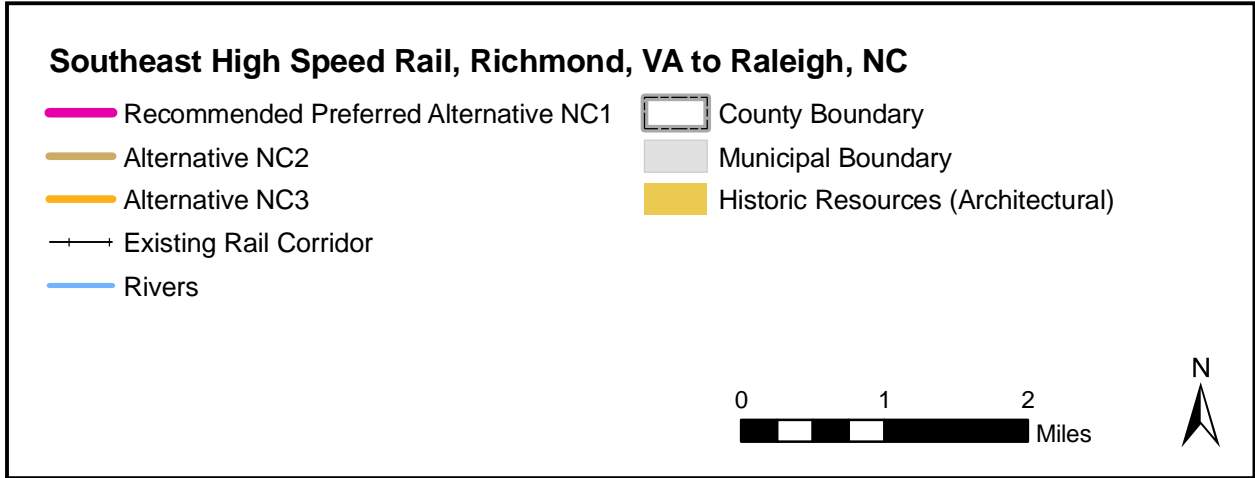 Southeast High Speed Rail, Richmond, VA to Raleigh, NC
Recommended Preferred Alternative NC1
Alternative NC2
Alternative NC3
Existing Rail Corridor
Rivers
County Boundary
Municipal Boundary
Historic Resources (Architectural)
0 1 2
Miles
N